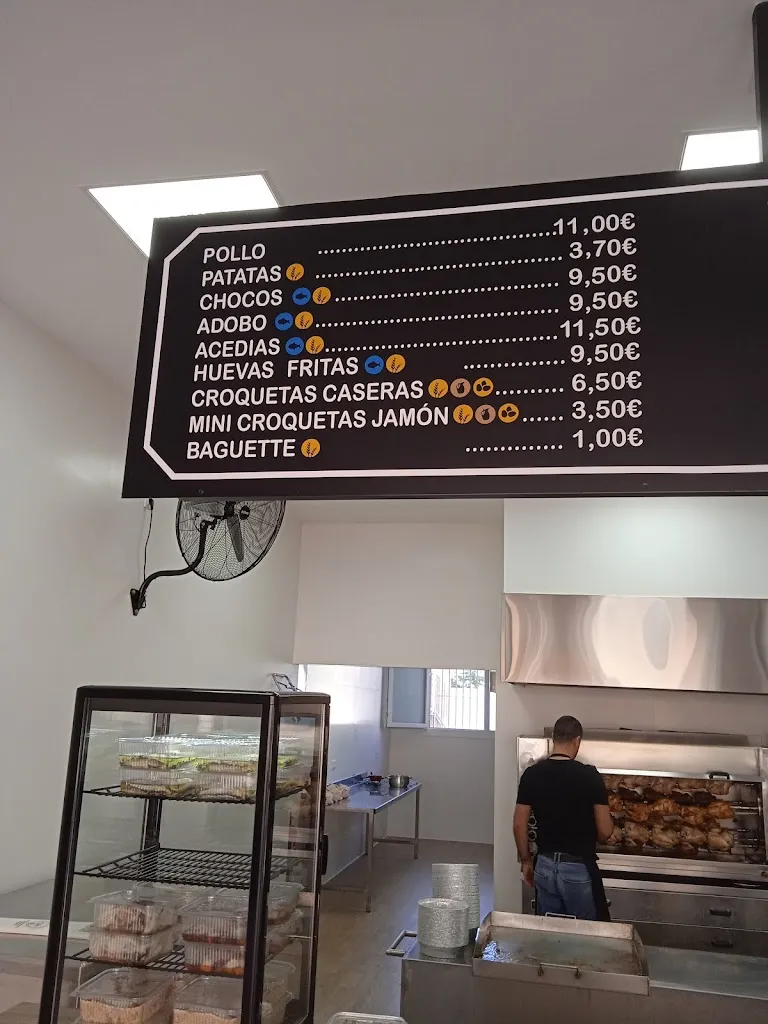 POLLO ........................................ 11,00€
PATATAS ........................................ 3,70€
CHOCOS ........................................ 9,50€
ADOBO ........................................ 9,50€
ACEDIAS ........................................ 11,50€
HUEVAS FRITAS ................ 9,50€
CROQUETAS CASERAS .......... 6,50€
MINI CROQUETAS JAMÓN ...... 3,50€
BAGUETTE ................ 1,00€